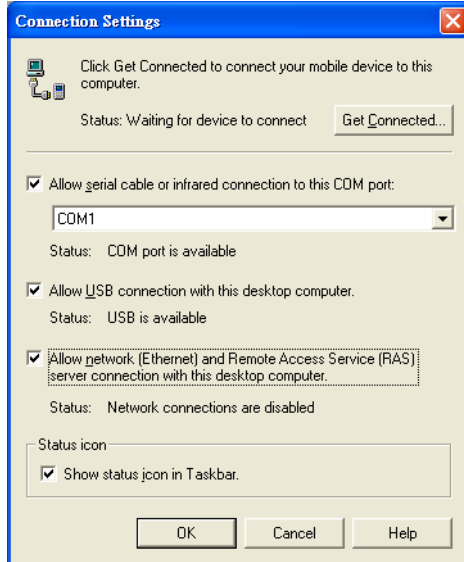 Connection Settings
Click Get Connected to connect your mobile device to this
computer.
Status: Waiting for device to connect
Get Connected...
Allow serial cable or infrared connection to this COM port:
COM1
Status: COM port is available
Allow USB connection with this desktop computer.
Status: USB is available
Allow network (Ethernet) and Remote Access Service (RAS)
server connection with this desktop computer.
Status: Network connections are disabled
Status icon
Show status icon in Taskbar.
OK Cancel Help